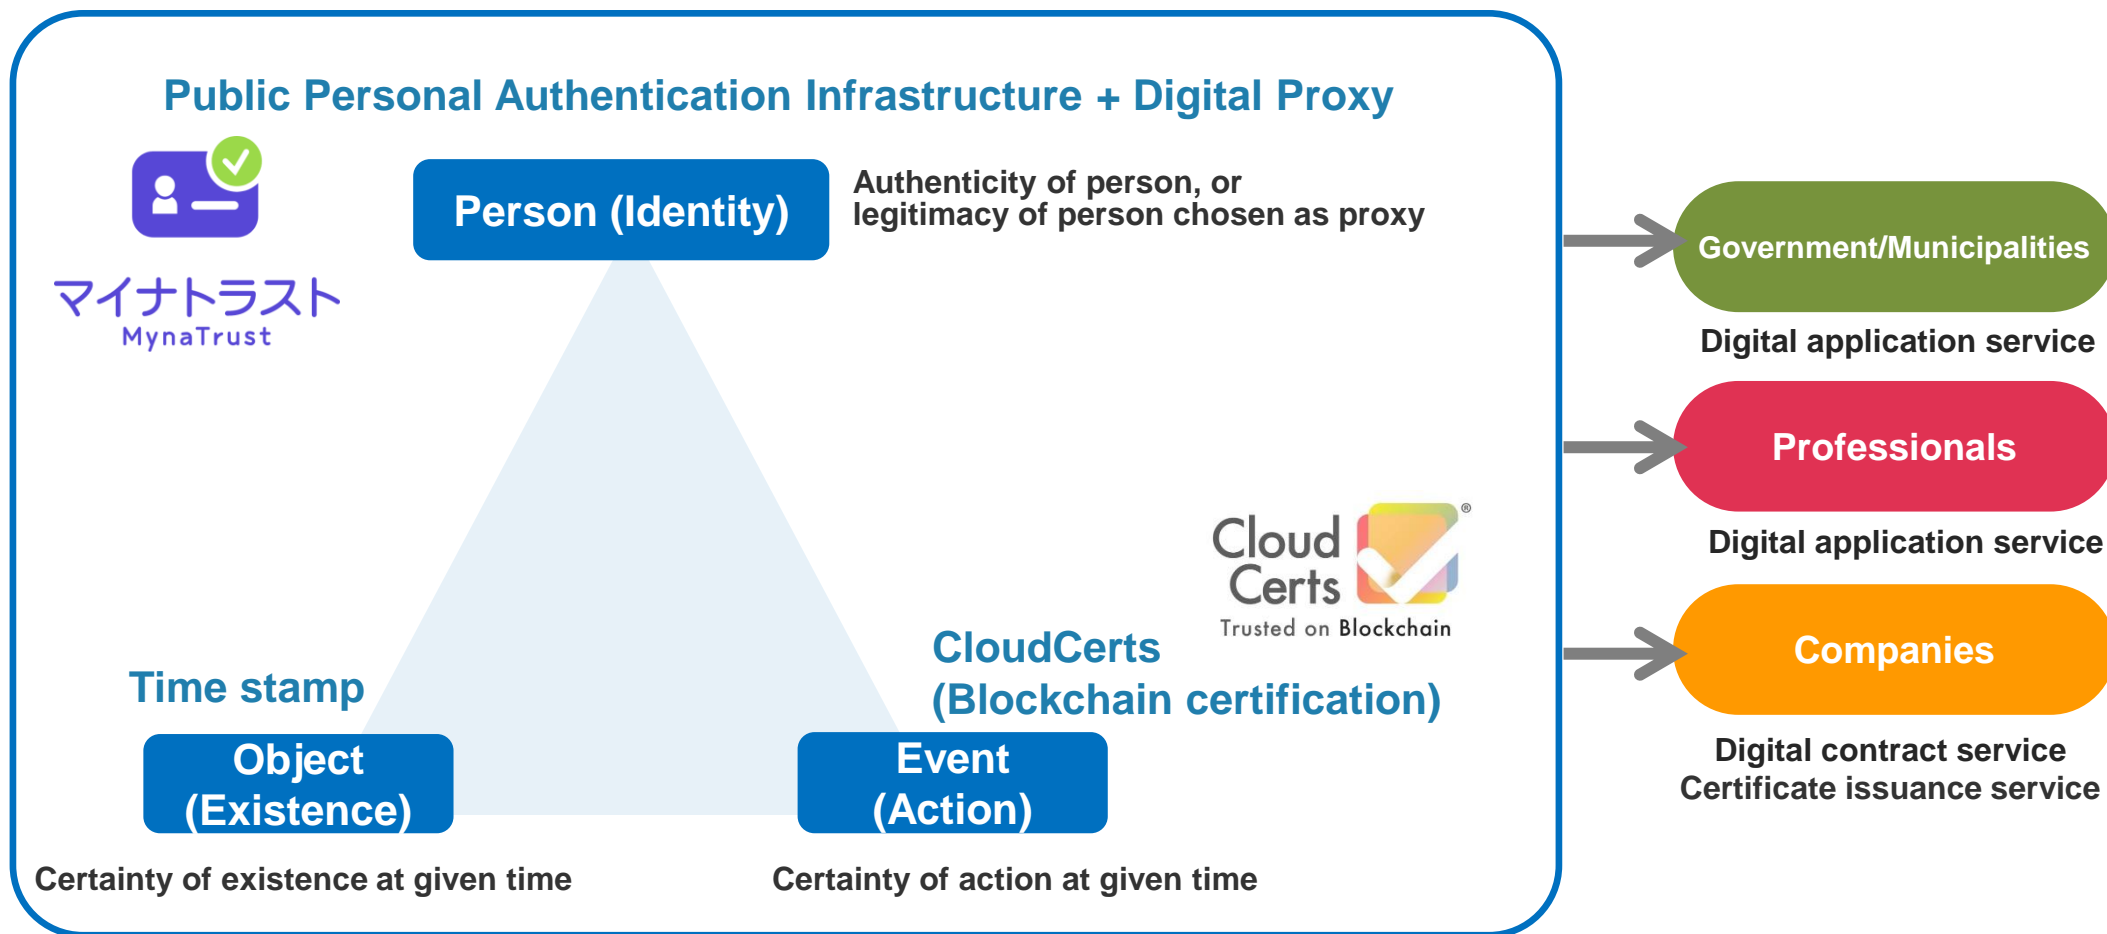 Public Personal Authentication Infrastructure + Digital Proxy
マイナトラスト
MynaTrust
Person (Identity)
Authenticity of person, or
legitimacy of person chosen as proxy
Cloud
Certs
®
Trusted on Blockchain
Time stamp
Object
(Existence)
Certainty of existence at given time
CloudCerts
(Blockchain certification)
Event
(Action)
Certainty of action at given time
Government/Municipalities
Digital application service
Professionals
Digital application service
Companies
Digital contract service
Certificate issuance service